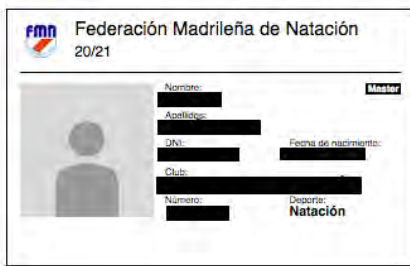 fmn
Federación Madrileña de Natación
20/21
Nombre:
Master
Apellidos:
DNI:
Fecha de nacimiento:
Club:
Número:
Deporte:
Natación